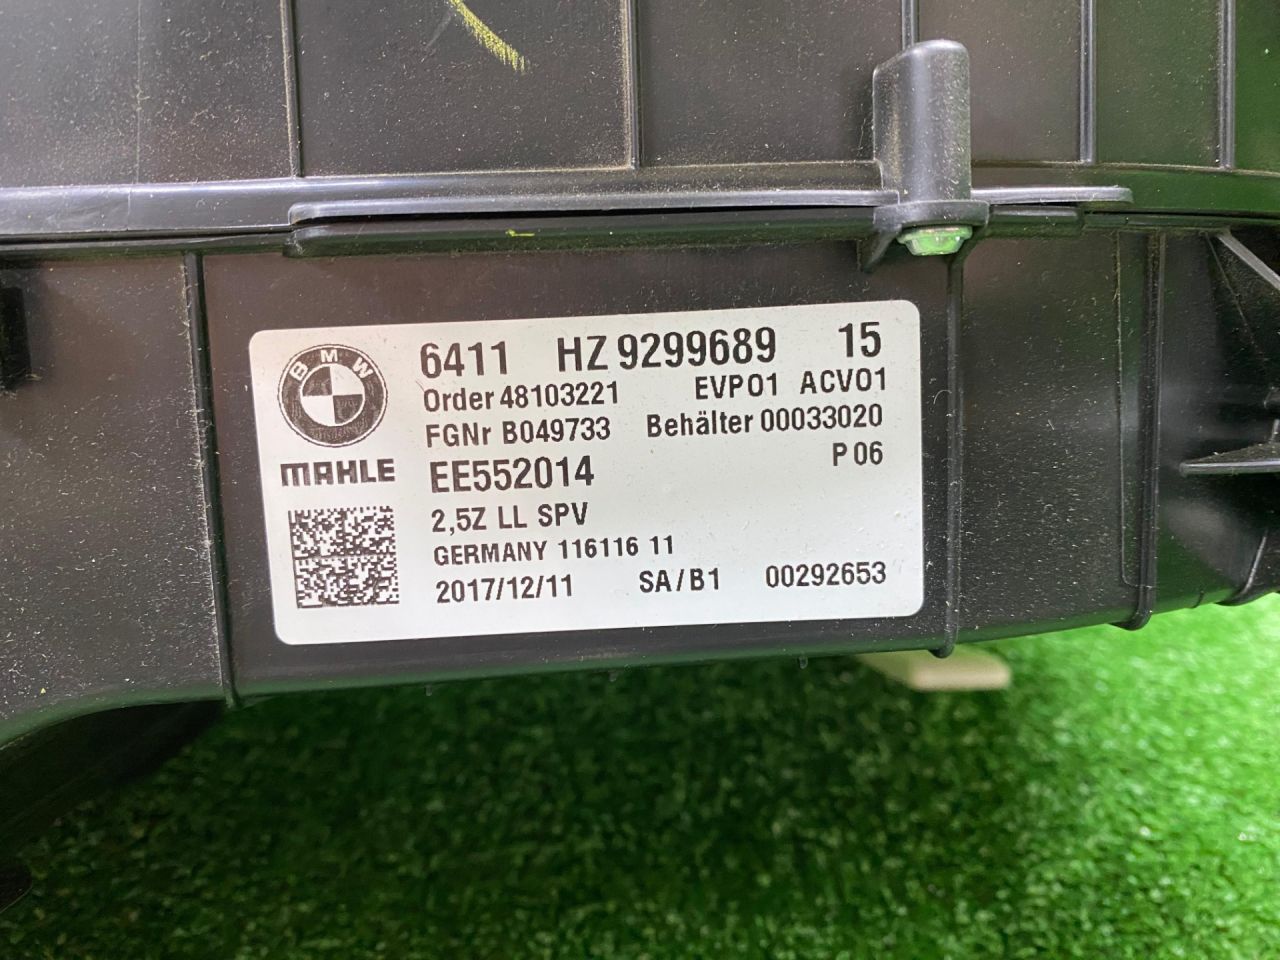 BMW
6411 HZ 9299689 15
Order 48103221 EVP01 ACV01
FGNr B049733 Behälter 00033020
MAHLE EE552014 P 06
2,5Z LL SPV
GERMANY 116116 11
2017/12/11 SA/B1 00292653